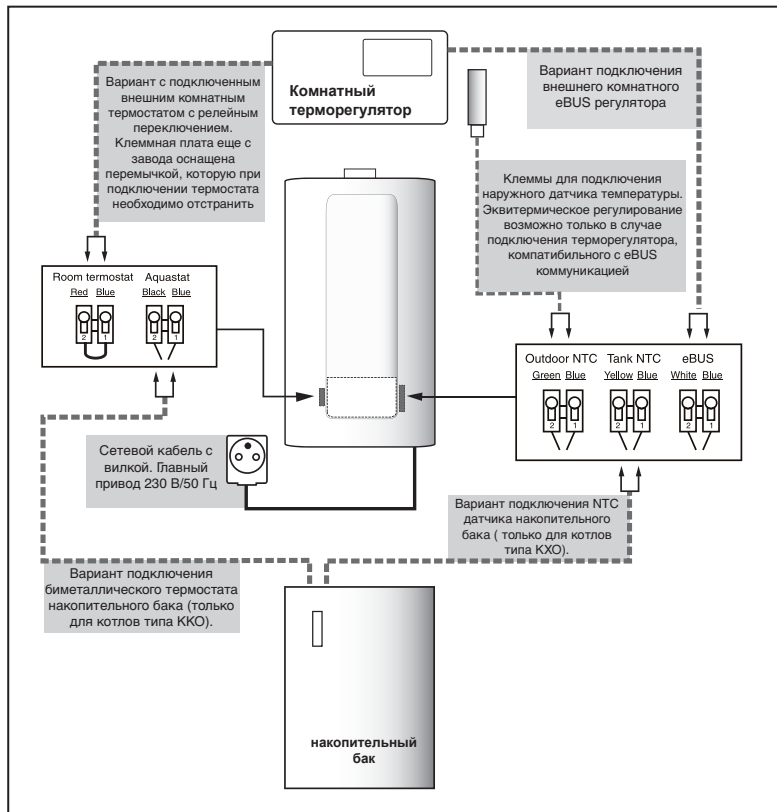 Комнатный
терморегулятор
Вариант с подключенным
внешним комнатным
термостатом с релейным
переключением.
Клеммная плата еще с
завода оснащена
перемычкой, которую при
подключении термостата
необходимо отстранить
Вариант подключения
внешнего комнатного
eBUS регулятора
Клеммы для подключения
наружного датчика температуры.
Эквитермическое регулирование
возможно только в случае
подключения терморегулятора,
компатибильного с eBUS
коммуникацией
Room termostat Aquastat
Red Blue Black Blue
2 1 2 1
Outdoor NTC Tank NTC eBUS
Green Blue Yellow Blue White Blue
2 1 2 1 2 1
Сетевой кабель с
вилкой. Главный
привод 230 В/50 Гц
Вариант подключения NTC
датчика накопительного
бака ( только для котлов
типа КХО).
Вариант подключения
биметаллического термостата
накопительного бака (только
для котлов типа ККО).
накопительный
бак